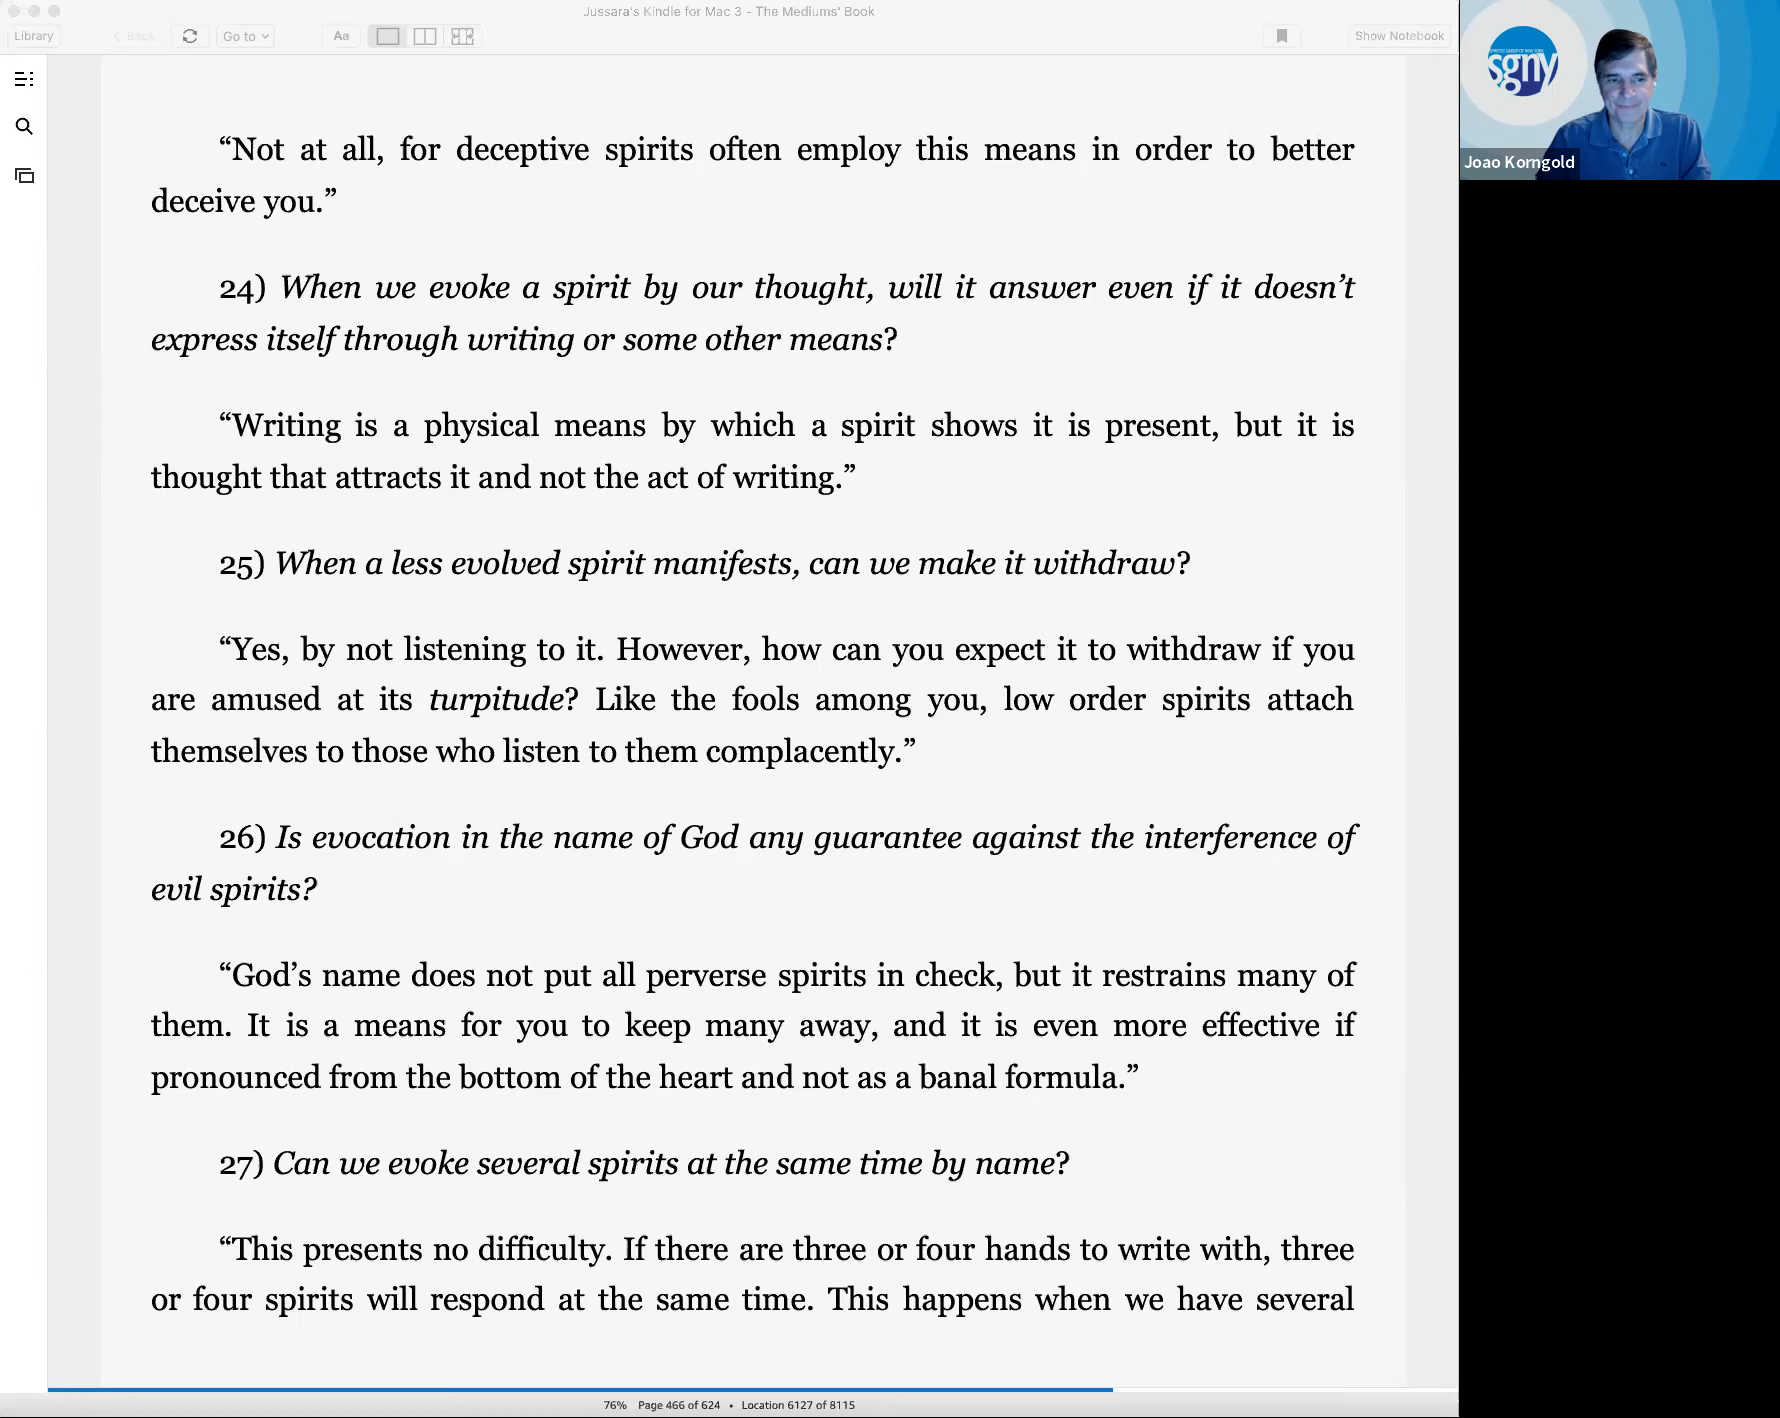 Jussara's Kindle for Mac 3 - The Mediums' Book
Library
Back
Go to
Aa
Show Notebook
“Not at all, for deceptive spirits often employ this means in order to better
deceive you.”
24) When we evoke a spirit by our thought, will it answer even if it doesn’t
express itself through writing or some other means?
“Writing is a physical means by which a spirit shows it is present, but it is
thought that attracts it and not the act of writing.”
25) When a less evolved spirit manifests, can we make it withdraw?
“Yes, by not listening to it. However, how can you expect it to withdraw if you
are amused at its turpitude? Like the fools among you, low order spirits attach
themselves to those who listen to them complacently.”
26) Is evocation in the name of God any guarantee against the interference of
evil spirits?
“God’s name does not put all perverse spirits in check, but it restrains many of
them. It is a means for you to keep many away, and it is even more effective if
pronounced from the bottom of the heart and not as a banal formula.”
27) Can we evoke several spirits at the same time by name?
“This presents no difficulty. If there are three or four hands to write with, three
or four spirits will respond at the same time. This happens when we have several
76% Page 466 of 624 • Location 6127 of 8115
SPIRITIST GROUP OF NEW YORK
sgny
Joao Korngold